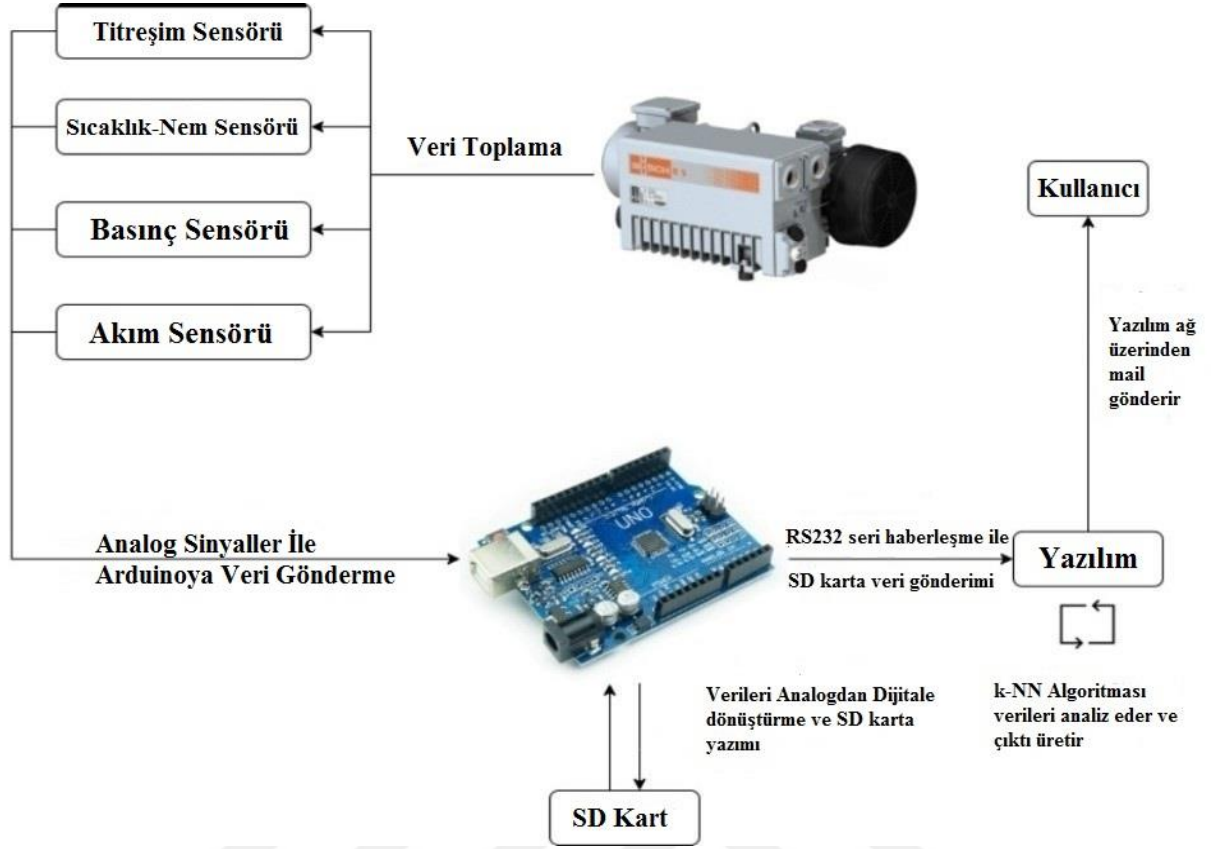 Titreşim Sensörü
Sıcaklık-Nem Sensörü
Basınç Sensörü
Akım Sensörü
Veri Toplama
Kullanıcı
Yazılım ağ
üzerinden
mail
gönderir
Analog Sinyaller İle
Arduinoya Veri Gönderme
UNO
RS232 seri haberleşme ile
SD karta veri gönderimi
Yazılım
Verileri Analogdan Dijitale
dönüştürme ve SD karta
yazımı
k-NN Algoritması
verileri analiz eder ve
çıktı üretir
SD Kart